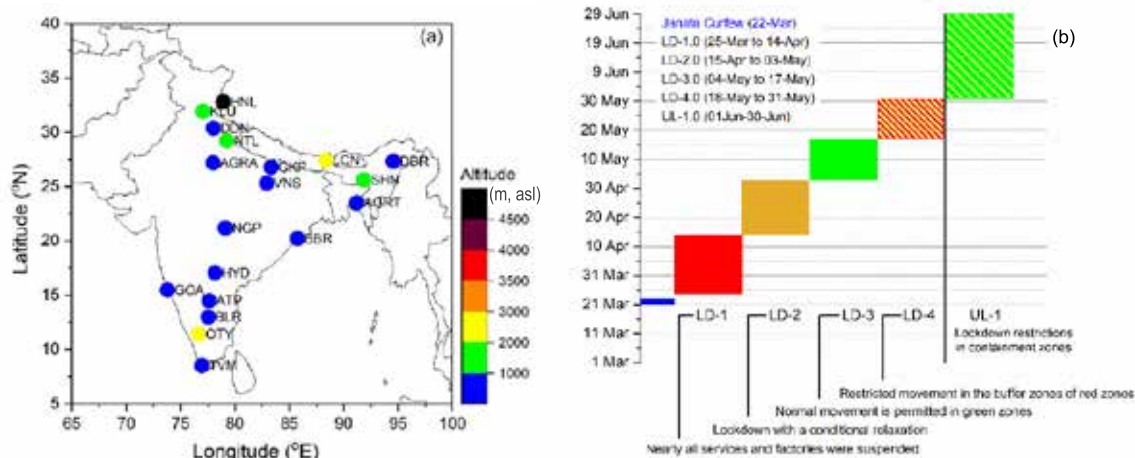 (a)
40
35
30
25
20
15
10
5
65 70 75 80 85 90 95 100
Latitude (°N)
Longitude (°E)
HNL
KLU
DDN
NTL
AGRA
GKP
LCN
DBR
VNS
SHN
AGRT
NGP
BBR
HYD
GOA
ATP
BLR
OTY
TVM
Altitude
(m, asl)
4500
4000
3500
3000
2000
1000
(b)
29 Jun
19 Jun
9 Jun
30 May
20 May
10 May
30 Apr
20 Apr
10 Apr
31 Mar
21 Mar
11 Mar
1 Mar
Janata Curfew (22-Mar)
LD-1.0 (25-Mar to 14-Apr)
LD-2.0 (15-Apr to 03-May)
LD-3.0 (04-May to 17-May)
LD-4.0 (18-May to 31-May)
UL-1.0 (01Jun-30-Jun)
LD-1 LD-2 LD-3 LD-4 UL-1
Lockdown restrictions
in containment zones
Restricted movement in the buffer zones of red zones
Normal movement is permitted in green zones
Lockdown with a conditional relaxation
Nearly all services and factories were suspended